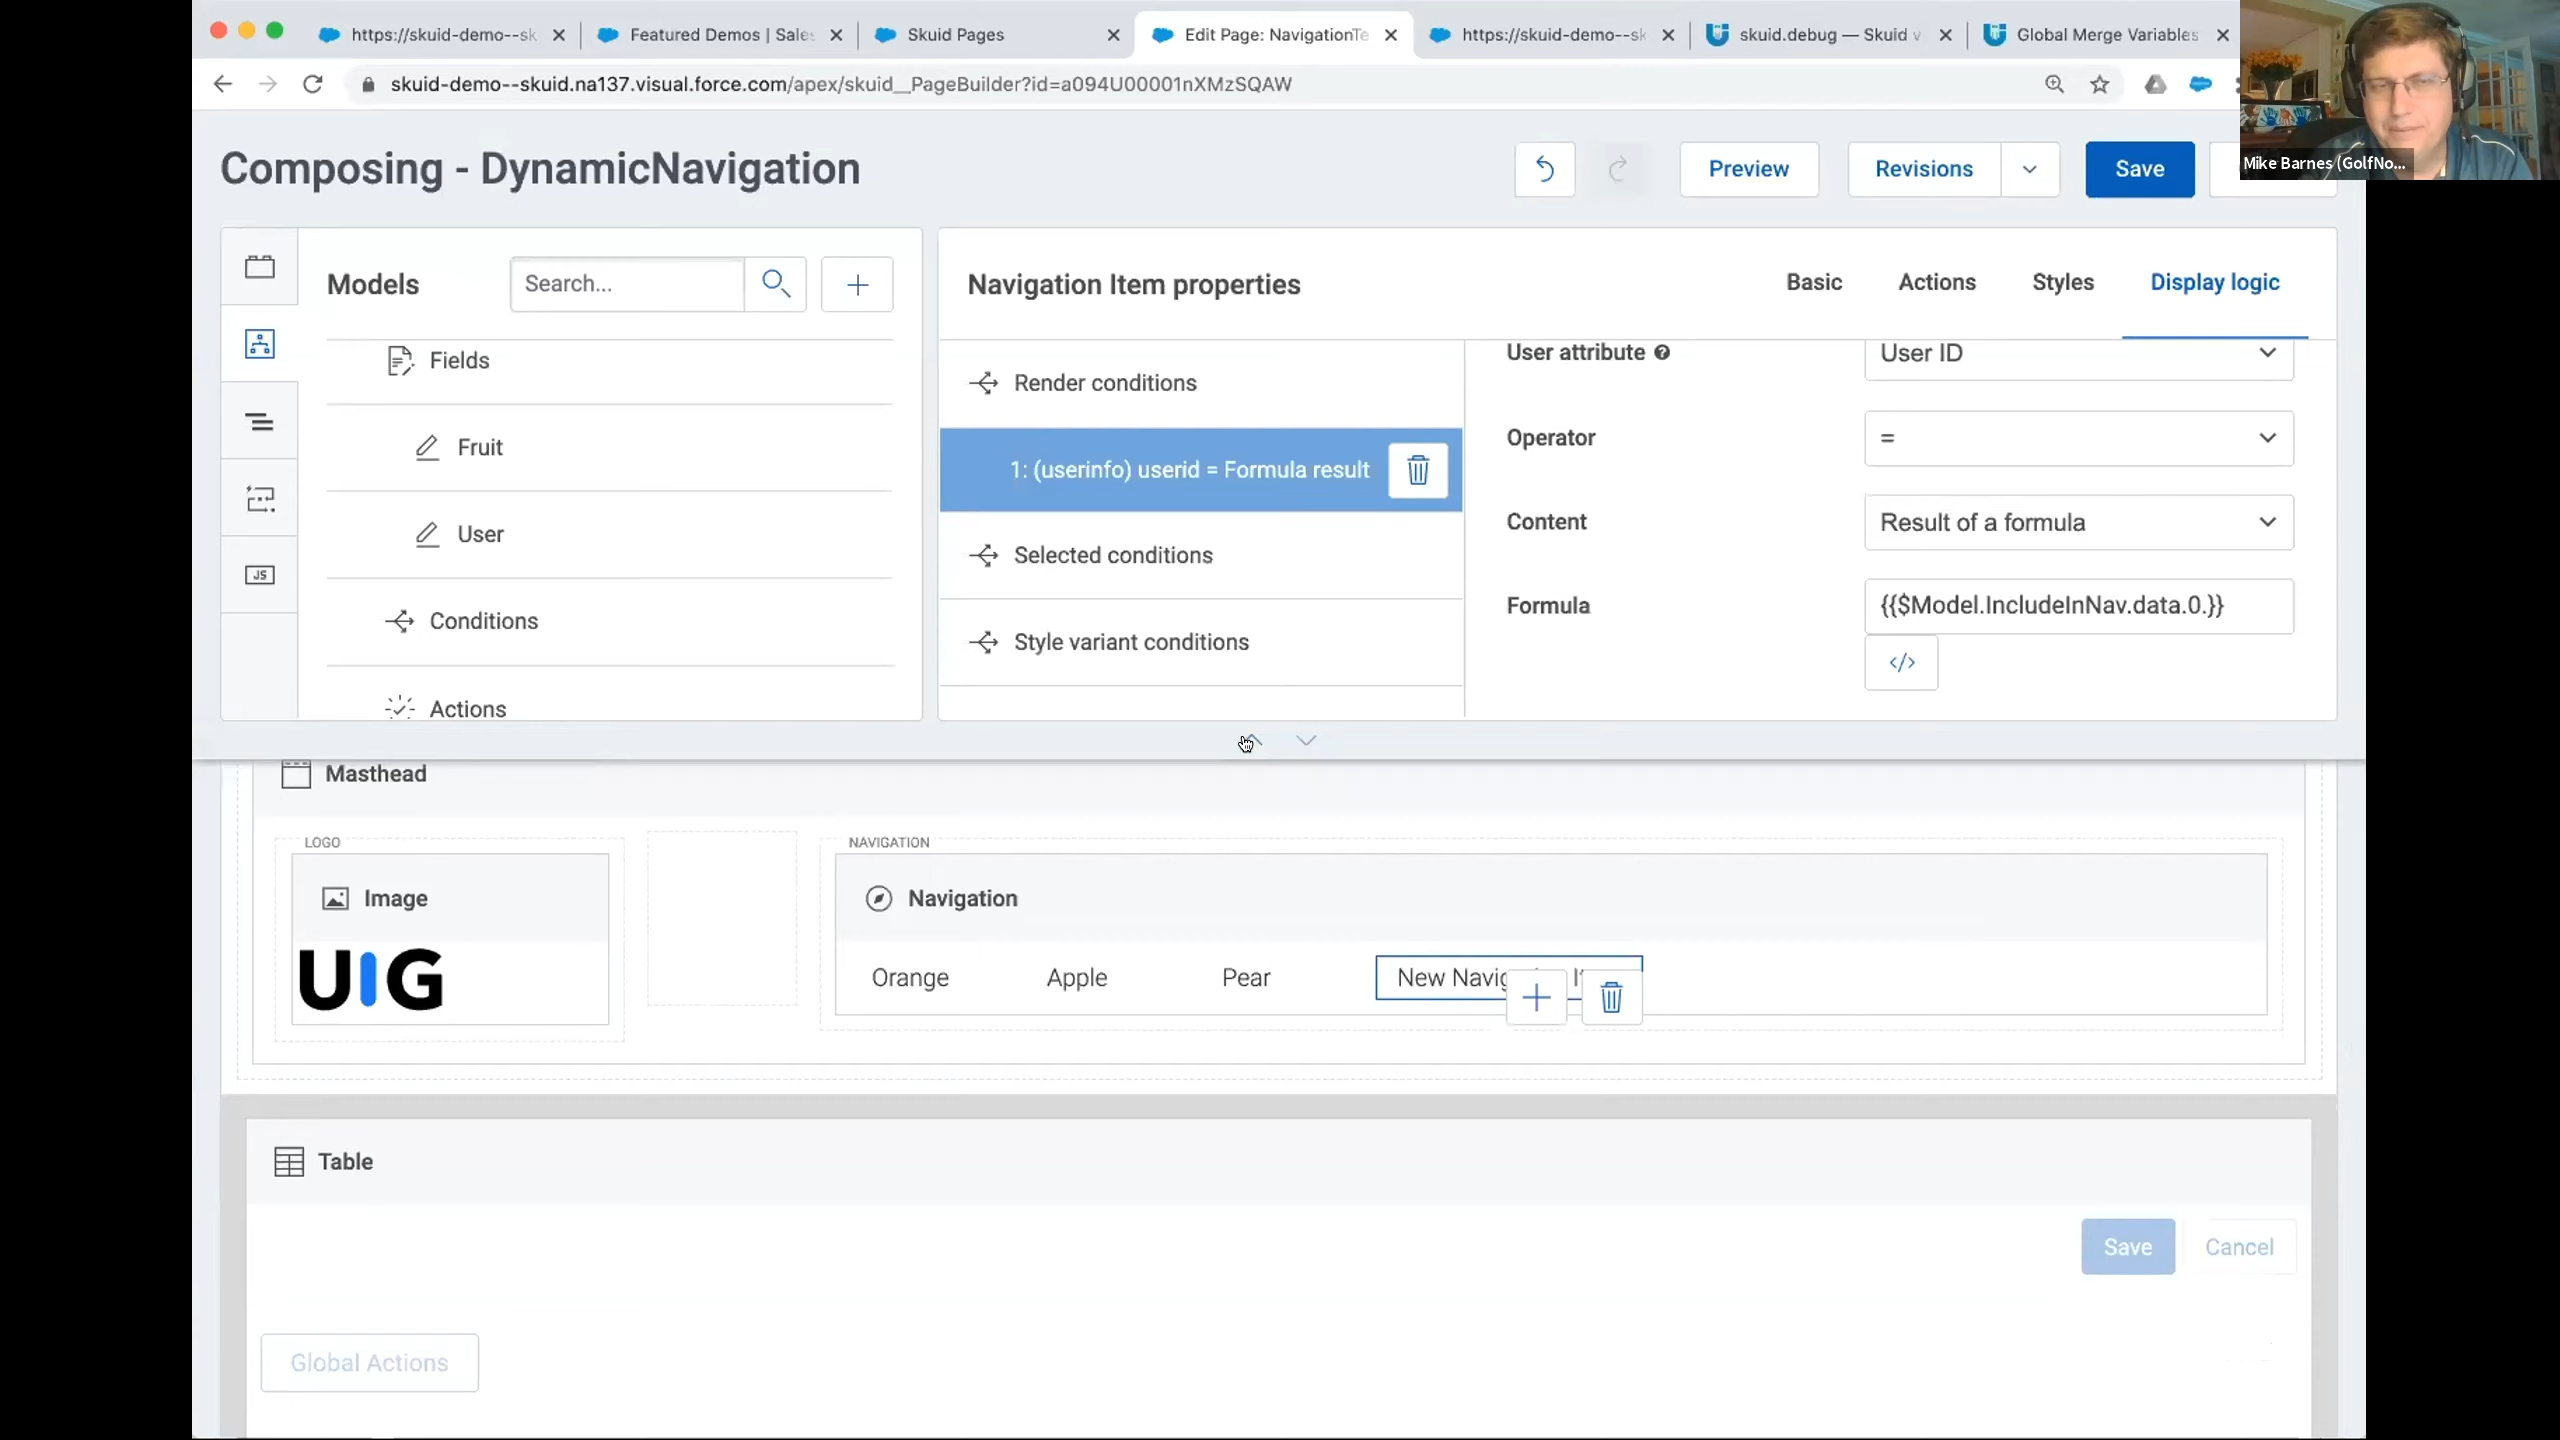 https://skuid-demo--sk
Featured Demos | Sales
Skuid Pages
Edit Page: NavigationTe
https://skuid-demo--sk
skuid.debug — Skuid v
Global Merge Variables
skuid-demo--skuid.na137.visual.force.com/apex/skuid__PageBuilder?id=a094U00001nXMzSQAW
Mike Barnes (GolfNo...
Composing - DynamicNavigation
Preview
Revisions
Save
Models
Search...
Navigation Item properties
Basic
Actions
Styles
Display logic
Fields
Fruit
User
Conditions
Actions
JS
Render conditions
1: (userinfo) userid = Formula result
Selected conditions
Style variant conditions
User attribute
User ID
Operator
=
Content
Result of a formula
Formula
{{$Model.IncludeInNav.data.0.}}
</>
Masthead
LOGO
Image
UIG
NAVIGATION
Navigation
Orange
Apple
Pear
New
Table
Save
Cancel
Global Actions